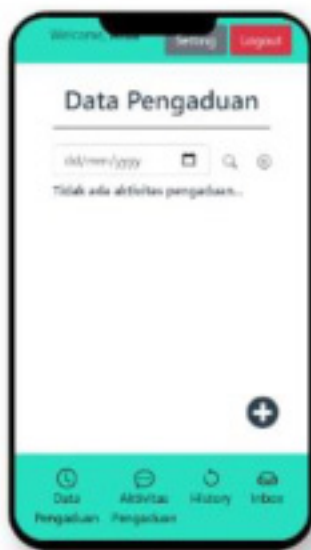 Welcome,
Setting
Logout
Data Pengaduan
dd/mm/yyyy
Tidak ada aktivitas pengaduan...
Data Pengaduan
Aktivitas Pengaduan
History
Inbox